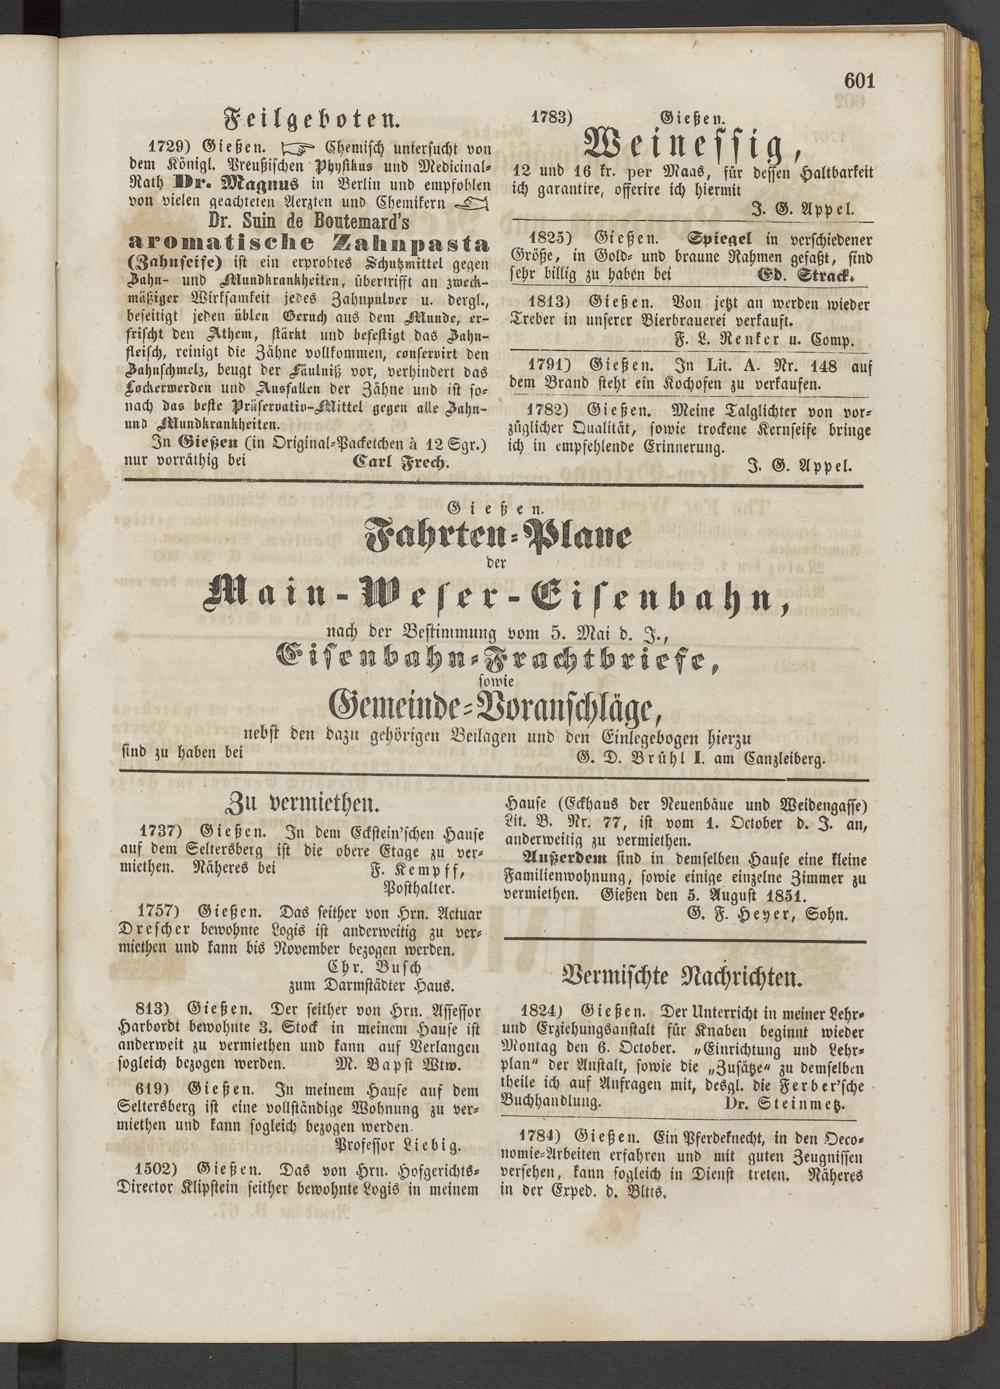 601
Feilgeboten.
1729) Gießen. ☞ Chemisch untersucht von
dem Königl. Preußischen Physikus und Medicinal-
Rath Dr. Magnus in Berlin und empfohlen
von vielen geachteten Aerzten und Chemikern ☜
Dr. Suin de Boutemard's
aromatische Zahnpasta
(Zahnseife) ist ein erprobtes Schutzmittel gegen
Zahn- und Mundkrankheiten, übertrifft an zweck-
mäßiger Wirksamkeit jedes Zahnpulver u. dergl.,
beseitigt jeden üblen Geruch aus dem Munde, er-
frischt den Athem, stärkt und befestigt das Zahn-
fleisch, reinigt die Zähne vollkommen, conservirt den
Zahnschmelz, beugt der Fäulniß vor, verhindert das
Lockerwerden und Ausfallen der Zähne und ist so-
nach das beste Präservativ-Mittel gegen alle Zahn-
und Mundkrankheiten.
In Gießen (in Original-Packetchen à 12 Sgr.)
nur vorräthig bei Carl Frech.
1783) Gießen.
Weinessig,
12 und 16 kr. per Maas, für dessen Haltbarkeit
ich garantire, offerire ich hiermit
J. G. Appel.
1825) Gießen. Spiegel in verschiedener
Größe, in Gold- und braune Rahmen gefaßt, sind
sehr billig zu haben bei Ed. Strack.
1813) Gießen. Von jetzt an werden wieder
Treber in unserer Bierbrauerei verkauft.
F. L. Renker u. Comp.
1791) Gießen. In Lit. A. Nr. 148 auf
dem Brand steht ein Kochofen zu verkaufen.
1782) Gießen. Meine Talglichter von vor-
züglicher Qualität, sowie trockene Kernseife bringe
ich in empfehlende Erinnerung.
J. G. Appel.
Gießen.
Fahrten-Plane
der
Main-Weser-Eisenbahn,
nach der Bestimmung vom 5. Mai d. J.,
Eisenbahn-Frachtbriefe,
sowie
Gemeinde-Voranschläge,
nebst den dazu gehörigen Beilagen und den Einlegebogen hierzu
sind zu haben bei G. D. Brühl I. am Canzleiberg.
Zu vermiethen.
1737) Gießen. In dem Eckstein'schen Hause
auf dem Seltersberg ist die obere Etage zu ver-
miethen. Näheres bei F. Kempff,
Posthalter.
1757) Gießen. Das seither von Hrn. Actuar
Drescher bewohnte Logis ist anderweitig zu ver-
miethen und kann bis November bezogen werden.
Chr. Busch
zum Darmstädter Haus.
813) Gießen. Der seither von Hrn. Assessor
Harbordt bewohnte 3. Stock in meinem Hause ist
anderweit zu vermiethen und kann auf Verlangen
sogleich bezogen werden. M. Bapst Wtw.
619) Gießen. In meinem Hause auf dem
Seltersberg ist eine vollständige Wohnung zu ver-
miethen und kann sogleich bezogen werden
Professor Liebig.
1502) Gießen. Das von Hrn. Hofgerichts-
Director Klipstein seither bewohnte Logis in meinem
Hause (Eckhaus der Neuenbäue und Weidengasse)
Lit. B. Nr. 77, ist vom 1. October d. J. an,
anderweitig zu vermiethen.
Außerdem sind in demselben Hause eine kleine
Familienwohnung, sowie einige einzelne Zimmer zu
vermiethen. Gießen den 5. August 1851.
G. F. Heyer, Sohn.
Vermischte Nachrichten.
1824) Gießen. Der Unterricht in meiner Lehr-
und Erziehungsanstalt für Knaben beginnt wieder
Montag den 6. October. „Einrichtung und Lehr-
plan“ der Anstalt, sowie die „Zusätze“ zu demselben
theile ich auf Anfragen mit, desgl. die Ferber'sche
Buchhandlung. Dr. Steinmetz.
1784) Gießen. Ein Pferdeknecht, in den Oeco-
nomie-Arbeiten erfahren und mit guten Zeugnissen
versehen, kann sogleich in Dienst treten. Näheres
in der Exped. d. Bltts.